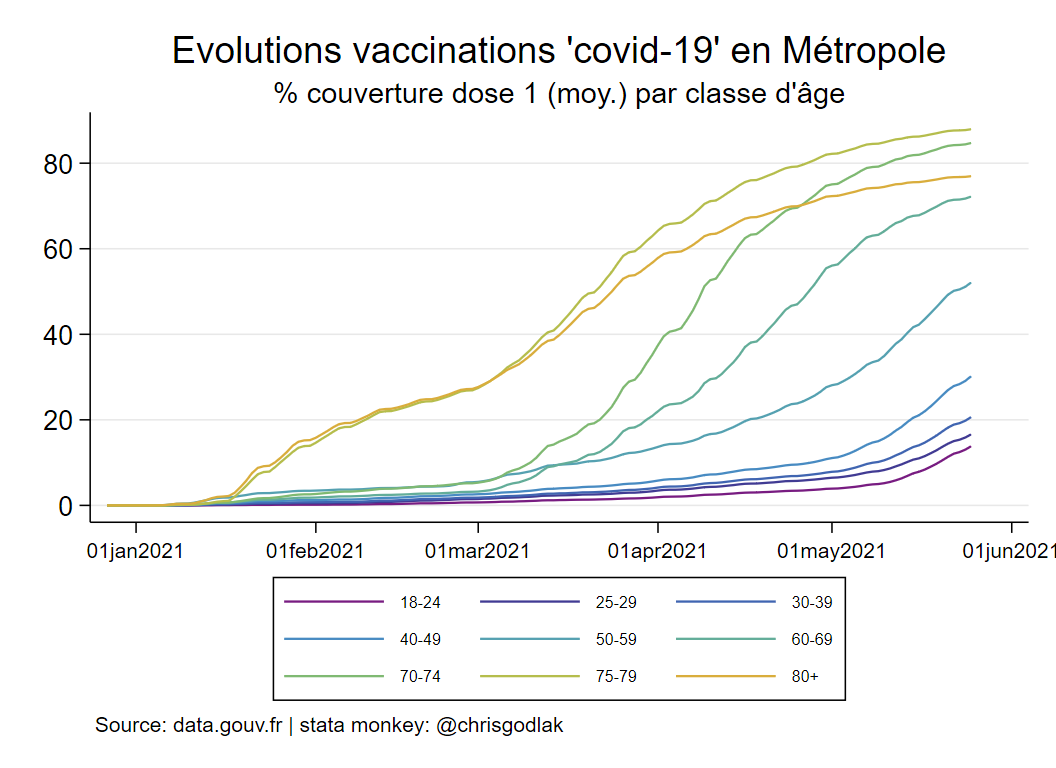 Evolutions vaccinations 'covid-19' en Métropole
% couverture dose 1 (moy.) par classe d'âge
80
60
40
20
0
01jan2021 01feb2021 01mar2021 01apr2021 01may2021 01jun2021
18-24 25-29 30-39
40-49 50-59 60-69
70-74 75-79 80+
Source: data.gouv.fr | stata monkey: @chrisgodlak